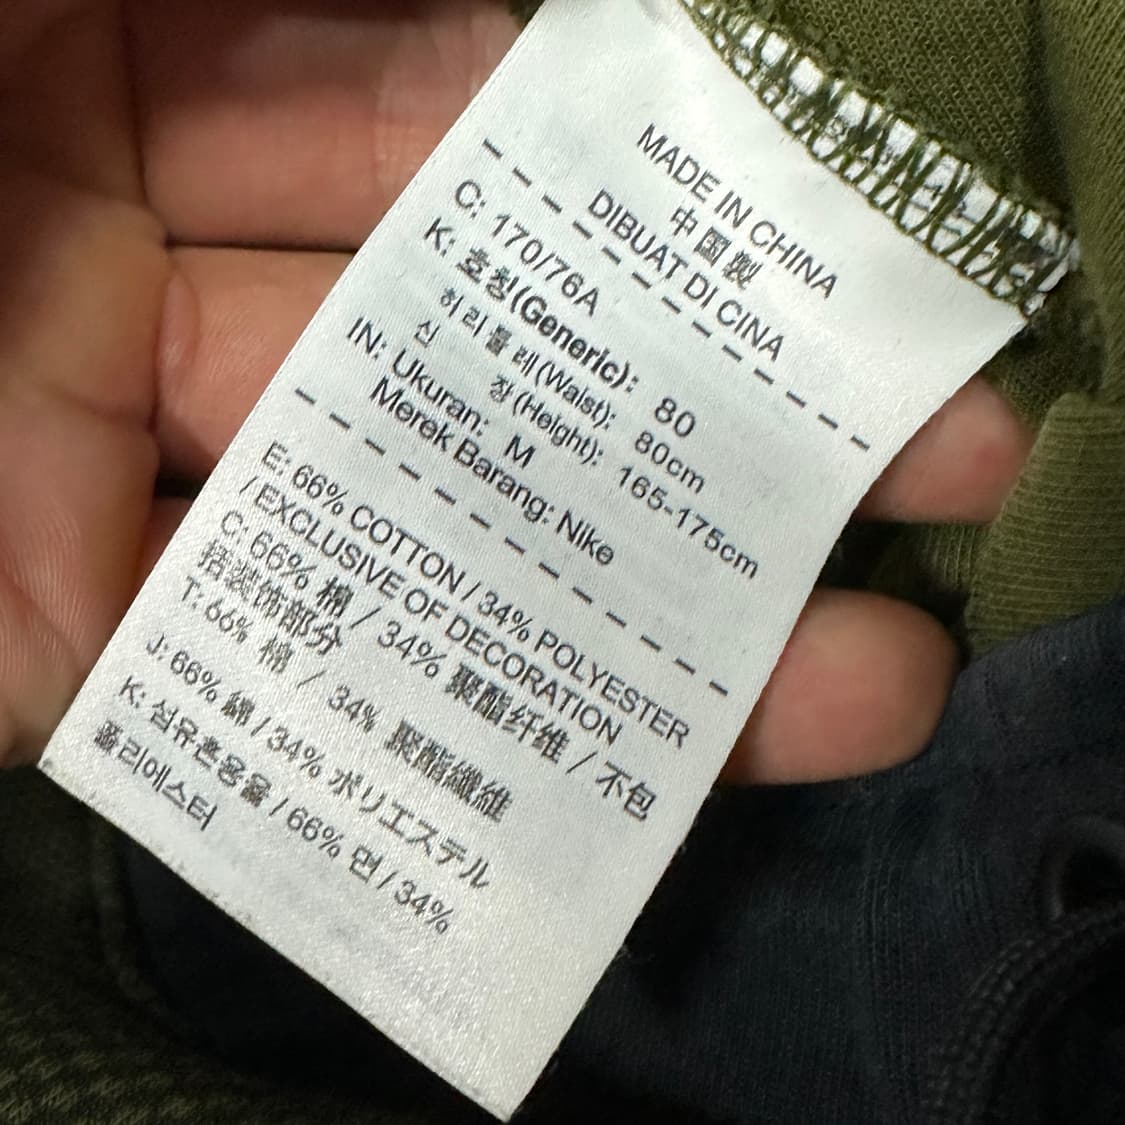 MADE IN CHINA
中国製
DIBUAT DI CINA
C: 170/76A
K: 호칭(Generic): 80
허리둘레(Waist): 80cm
신 장(Height): 165-175cm
IN: Ukuran: M
Merek Barang: Nike
E: 66% COTTON / 34% POLYESTER
/ EXCLUSIVE OF DECORATION
C: 66% 棉 / 34% 聚酯纤维 / 不包
括装饰部分
T: 66% 棉 / 34% 聚酯纖維
J: 66% 綿 / 34% ポリエステル
K: 섬유혼용율 / 66% 면 / 34%
폴리에스터